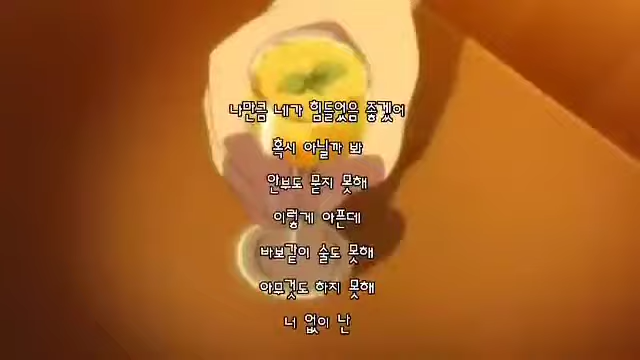 나만큼 네가 힘들었음 좋겠어
혹시 아닐까 봐
안부도 묻지 못해
이렇게 아픈데
바보같이 술도 못해
아무것도 하지 못해
너 없이 난